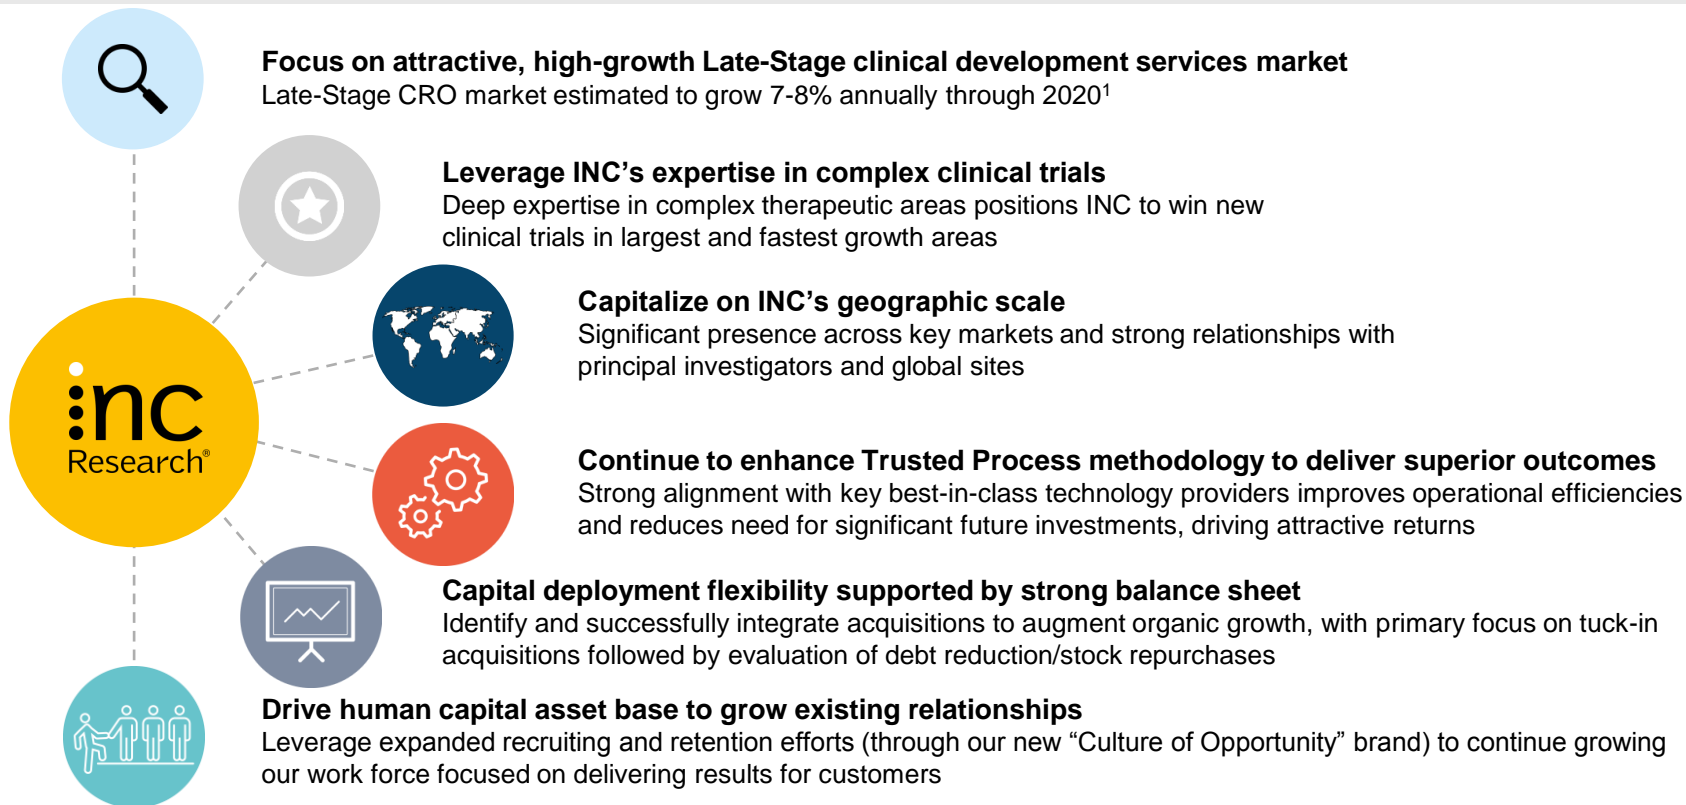 Focus on attractive, high-growth Late-Stage clinical development services market
Late-Stage CRO market estimated to grow 7-8% annually through 2020¹
Leverage INC’s expertise in complex clinical trials
Deep expertise in complex therapeutic areas positions INC to win new
clinical trials in largest and fastest growth areas
Capitalize on INC’s geographic scale
Significant presence across key markets and strong relationships with
principal investigators and global sites
inc
Research®
Continue to enhance Trusted Process methodology to deliver superior outcomes
Strong alignment with key best-in-class technology providers improves operational efficiencies
and reduces need for significant future investments, driving attractive returns
Capital deployment flexibility supported by strong balance sheet
Identify and successfully integrate acquisitions to augment organic growth, with primary focus on tuck-in
acquisitions followed by evaluation of debt reduction/stock repurchases
Drive human capital asset base to grow existing relationships
Leverage expanded recruiting and retention efforts (through our new “Culture of Opportunity” brand) to continue growing
our work force focused on delivering results for customers